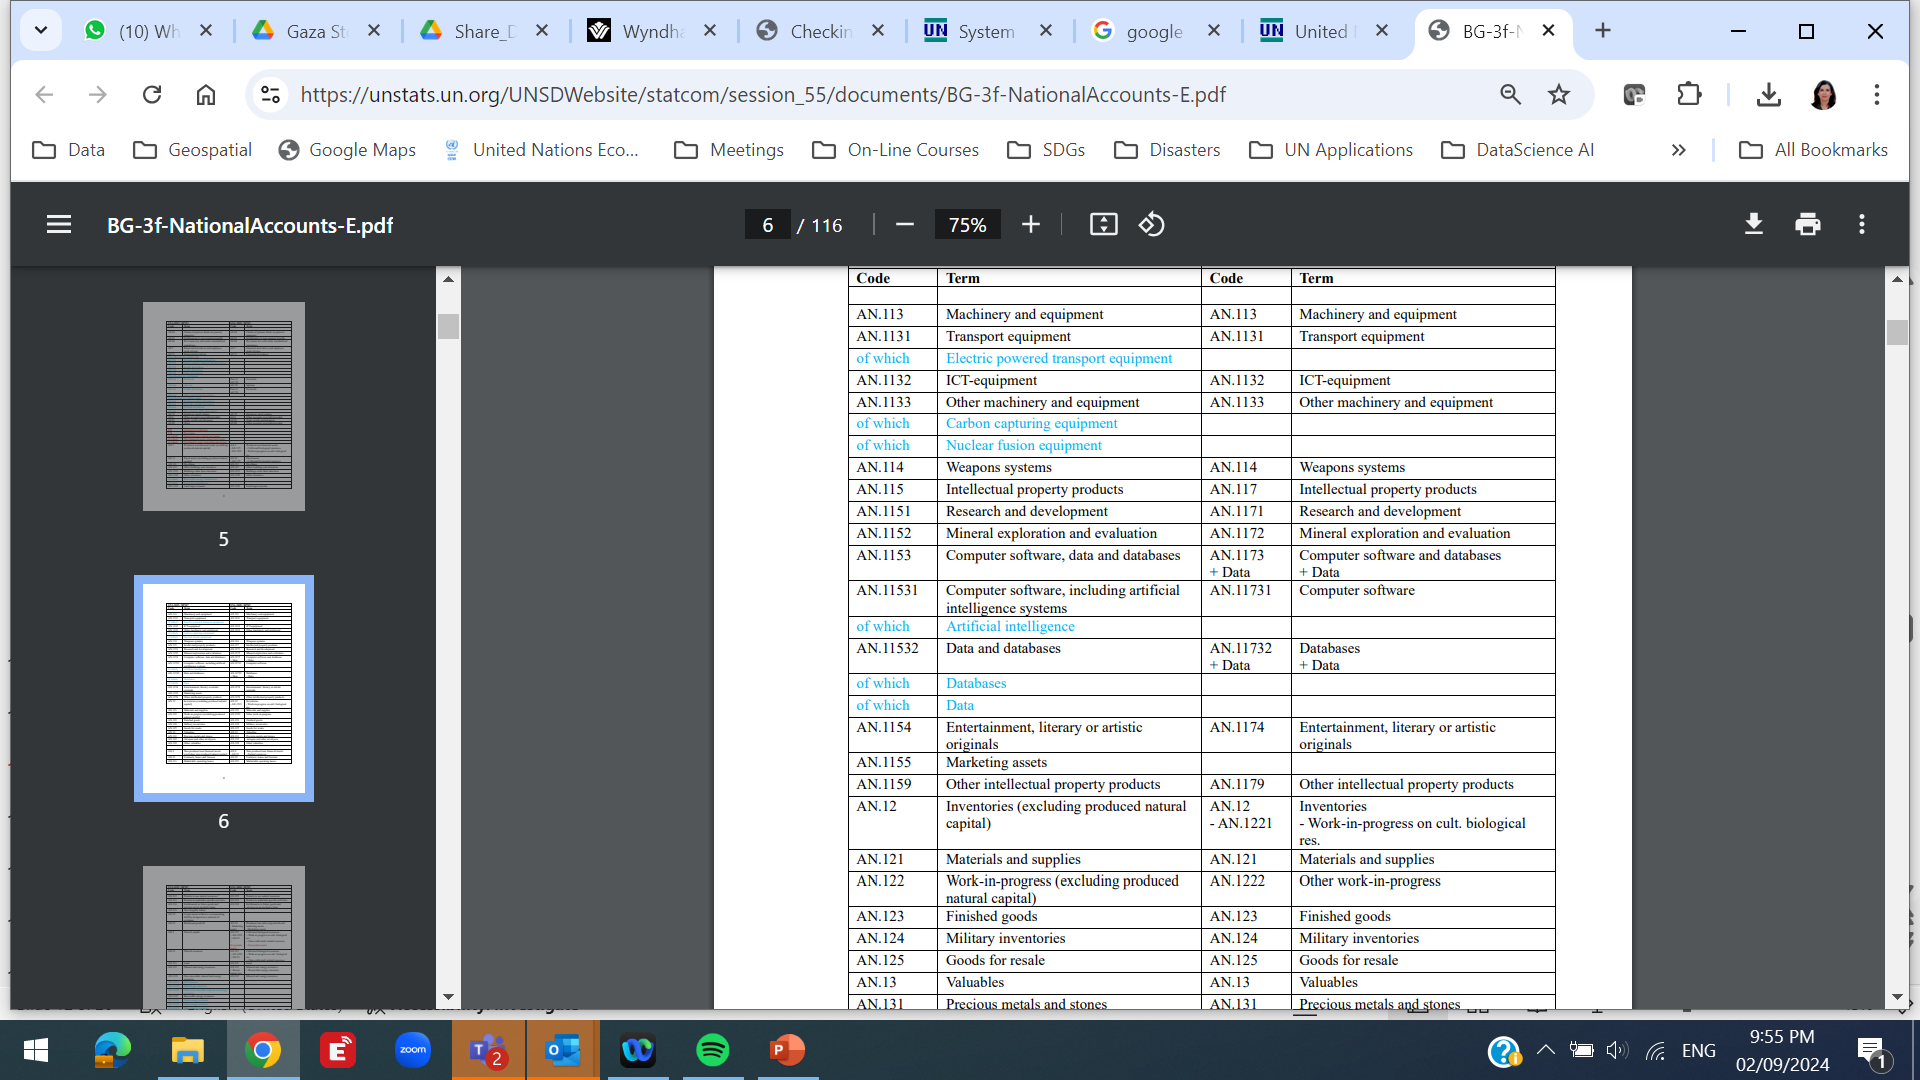 (10) Wh
Gaza St
Share_D
Wyndha
Checkin
UN System
google
UN United
BG-3f-N
https://unstats.un.org/UNSDWebsite/statcom/session_55/documents/BG-3f-NationalAccounts-E.pdf
Data Geospatial Google Maps United Nations Eco... Meetings On-Line Courses SDGs Disasters UN Applications DataScience AI » All Bookmarks
BG-3f-NationalAccounts-E.pdf 6 / 116 75%
5
6
Code Term Code Term
AN.113 Machinery and equipment AN.113 Machinery and equipment
AN.1131 Transport equipment AN.1131 Transport equipment
of which Electric powered transport equipment
AN.1132 ICT-equipment AN.1132 ICT-equipment
AN.1133 Other machinery and equipment AN.1133 Other machinery and equipment
of which Carbon capturing equipment
of which Nuclear fusion equipment
AN.114 Weapons systems AN.114 Weapons systems
AN.115 Intellectual property products AN.117 Intellectual property products
AN.1151 Research and development AN.1171 Research and development
AN.1152 Mineral exploration and evaluation AN.1172 Mineral exploration and evaluation
AN.1153 Computer software, data and databases AN.1173 Computer software and databases
+ Data + Data
AN.11531 Computer software, including artificial AN.11731 Computer software
intelligence systems
of which Artificial intelligence
AN.11532 Data and databases AN.11732 Databases
+ Data + Data
of which Databases
of which Data
AN.1154 Entertainment, literary or artistic AN.1174 Entertainment, literary or artistic
originals originals
AN.1155 Marketing assets
AN.1159 Other intellectual property products AN.1179 Other intellectual property products
AN.12 Inventories (excluding produced natural AN.12 Inventories
capital) - AN.1221 - Work-in-progress on cult. biological
res.
AN.121 Materials and supplies AN.121 Materials and supplies
AN.122 Work-in-progress (excluding produced AN.1222 Other work-in-progress
natural capital)
AN.123 Finished goods AN.123 Finished goods
AN.124 Military inventories AN.124 Military inventories
AN.125 Goods for resale AN.125 Goods for resale
AN.13 Valuables AN.13 Valuables
AN.131 Precious metals and stones AN.131 Precious metals and stones
zoom
2
ENG
9:55 PM
02/09/2024
1